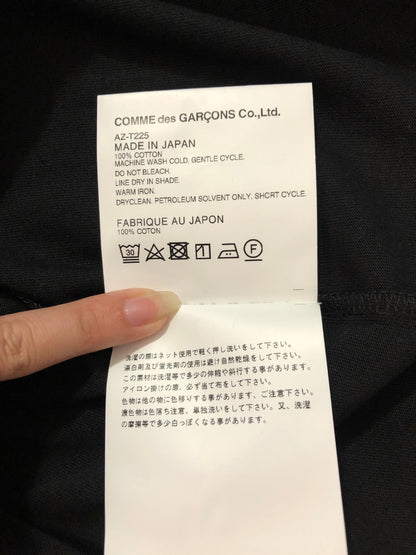 COMME des GARÇONS Co.,Ltd.
AZ-T225
MADE IN JAPAN
100% COTTON
MACHINE WASH COLD, GENTLE CYCLE.
DO NOT BLEACH.
LINE DRY IN SHADE.
WARM IRON.
DRYCLEAN, PETROLEUM SOLVENT ONLY, SHORT CYCLE.
FABRIQUE AU JAPON
100% COTON
30 F
洗濯の際はネット使用で軽く押し洗いをして下さい。
漂白剤及び蛍光剤の使用は避け自然乾燥をして下さい。
この素材は洗濯等で多少の伸縮や斜行する事があります。
アイロン掛けの際、必ず当て布をして下さい。
色物は他の物に色移りする事が有ります、ご注意下さい。
濃色物は色落ち注意、単独洗いをして下さい。又、洗濯
の摩擦等で多少白っぽくなる事が有ります。